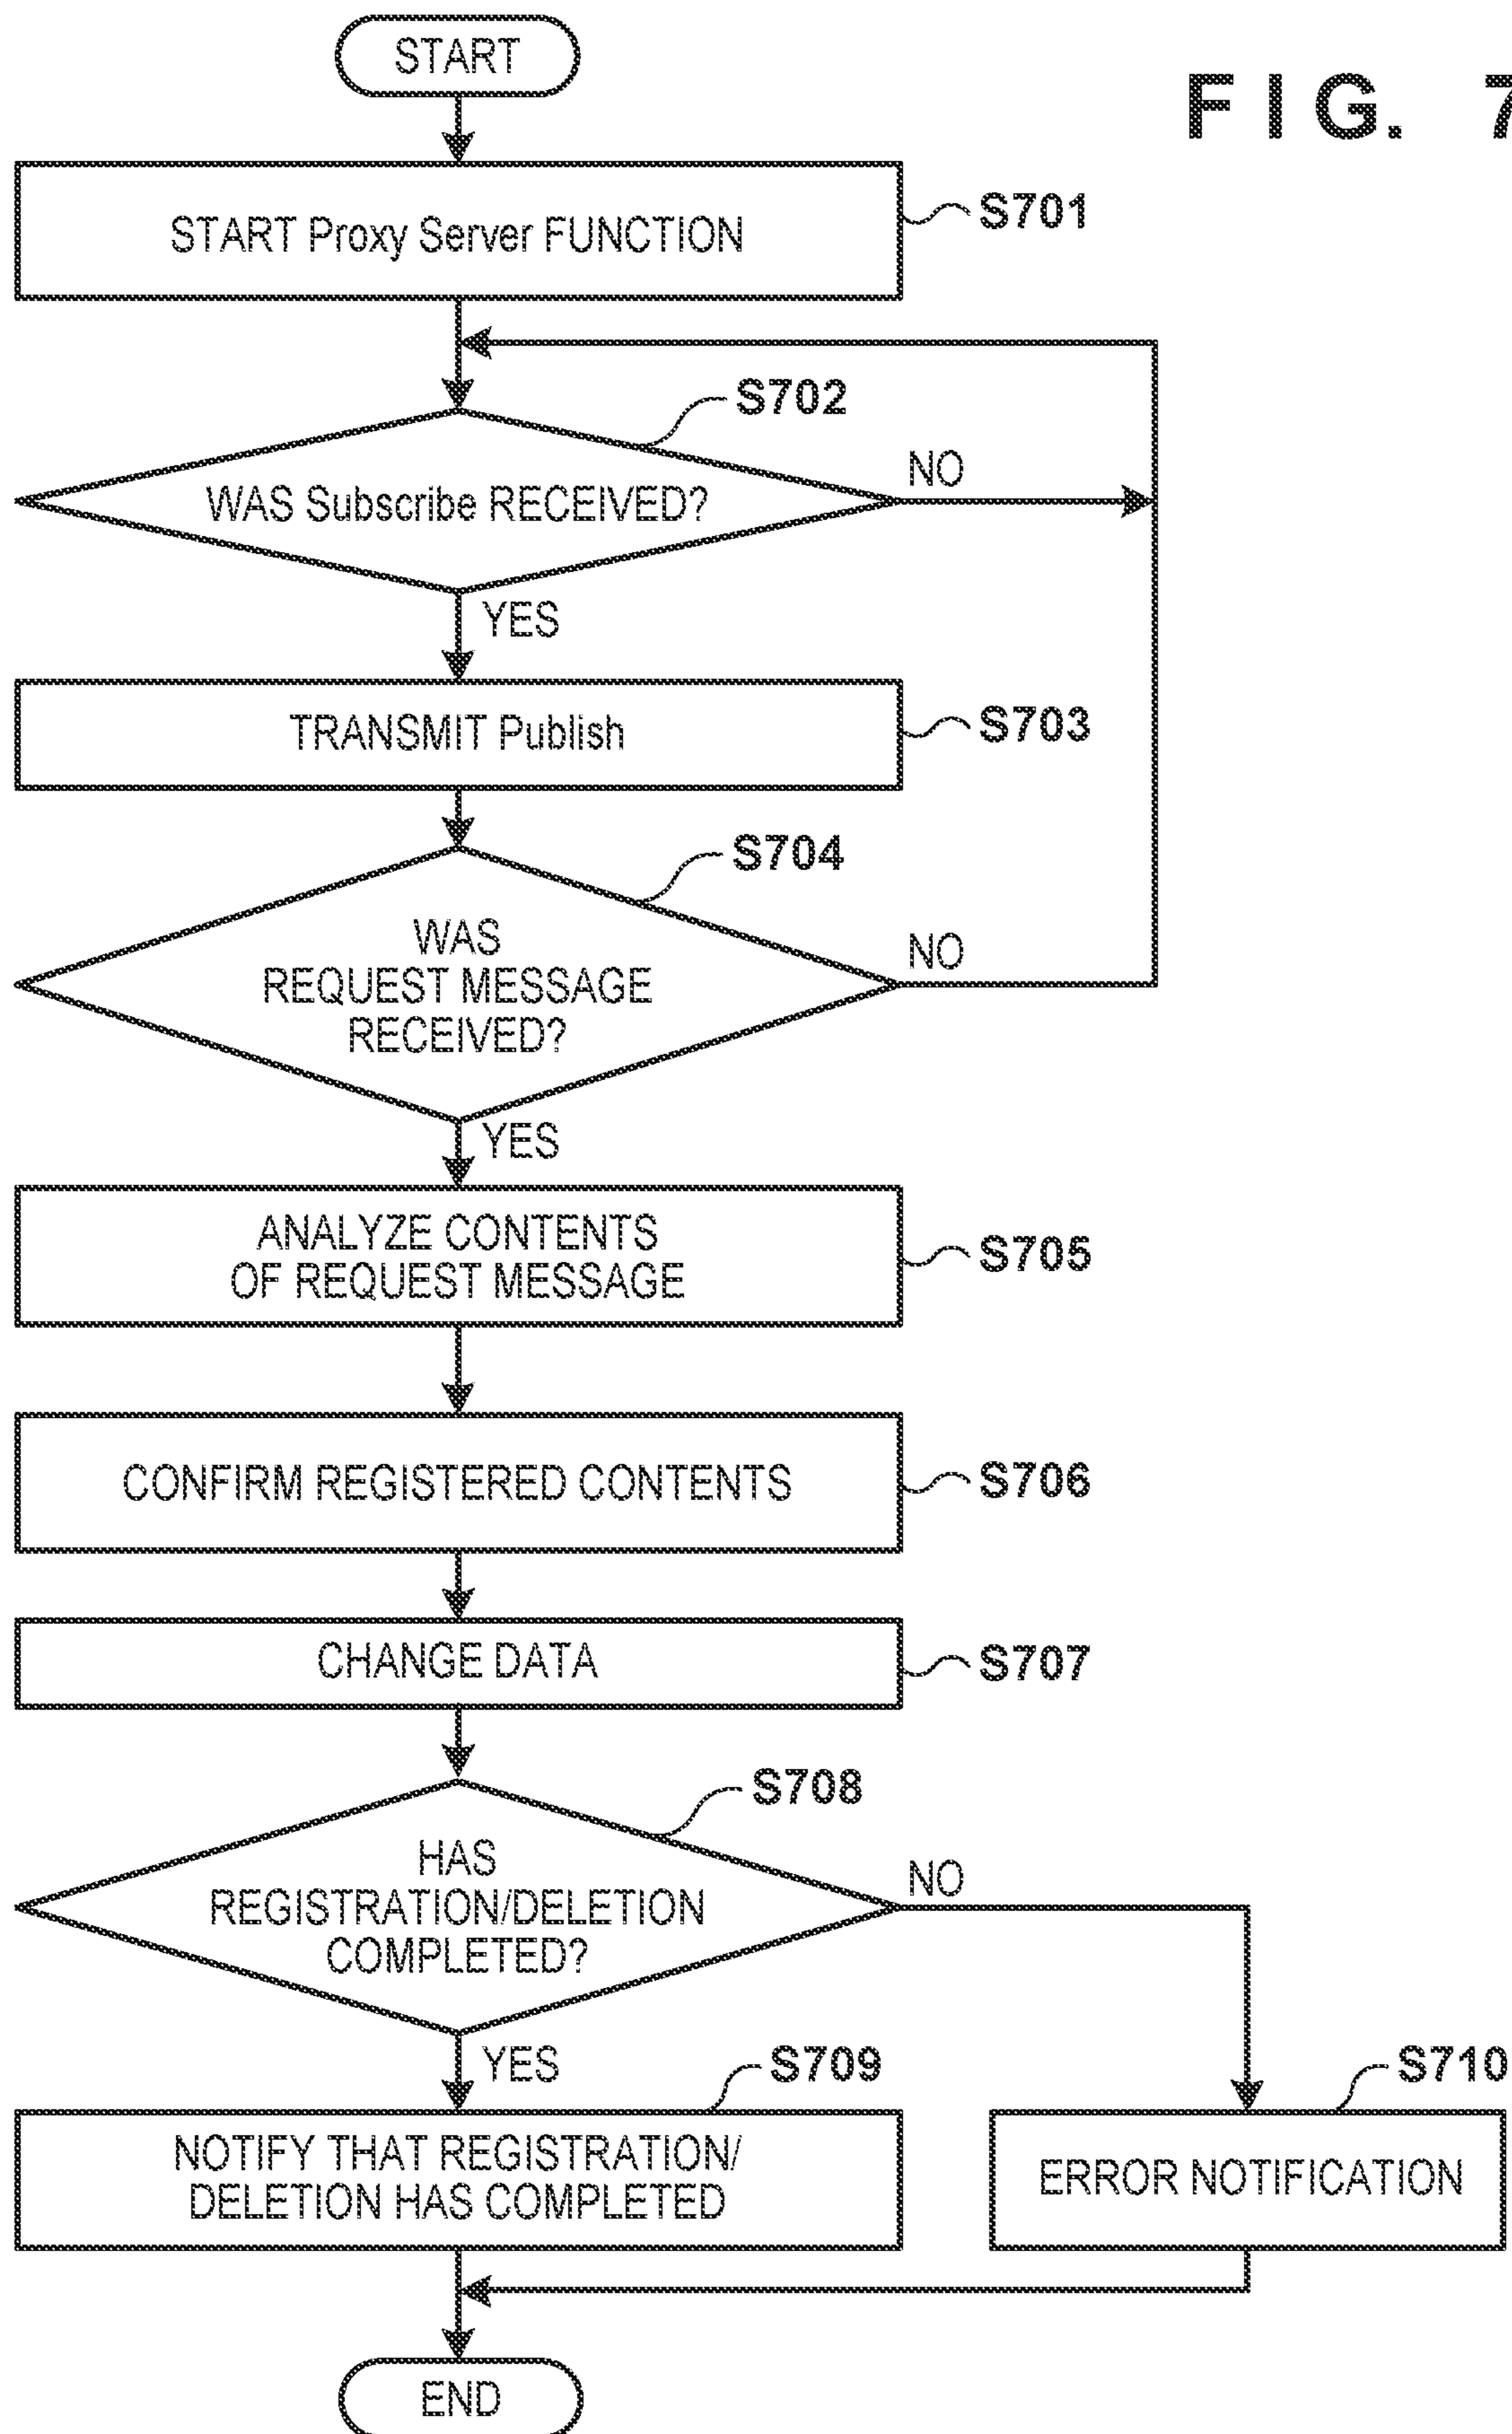 START
FIG. 7
START Proxy Server FUNCTION
S701
S702
WAS Subscribe RECEIVED?
NO
YES
TRANSMIT Publish
S703
S704
WAS
REQUEST MESSAGE
RECEIVED?
NO
YES
ANALYZE CONTENTS
OF REQUEST MESSAGE
S705
CONFIRM REGISTERED CONTENTS
S706
CHANGE DATA
S707
S708
HAS
REGISTRATION/DELETION
COMPLETED?
NO
YES
S709
S710
NOTIFY THAT REGISTRATION/
DELETION HAS COMPLETED
ERROR NOTIFICATION
END